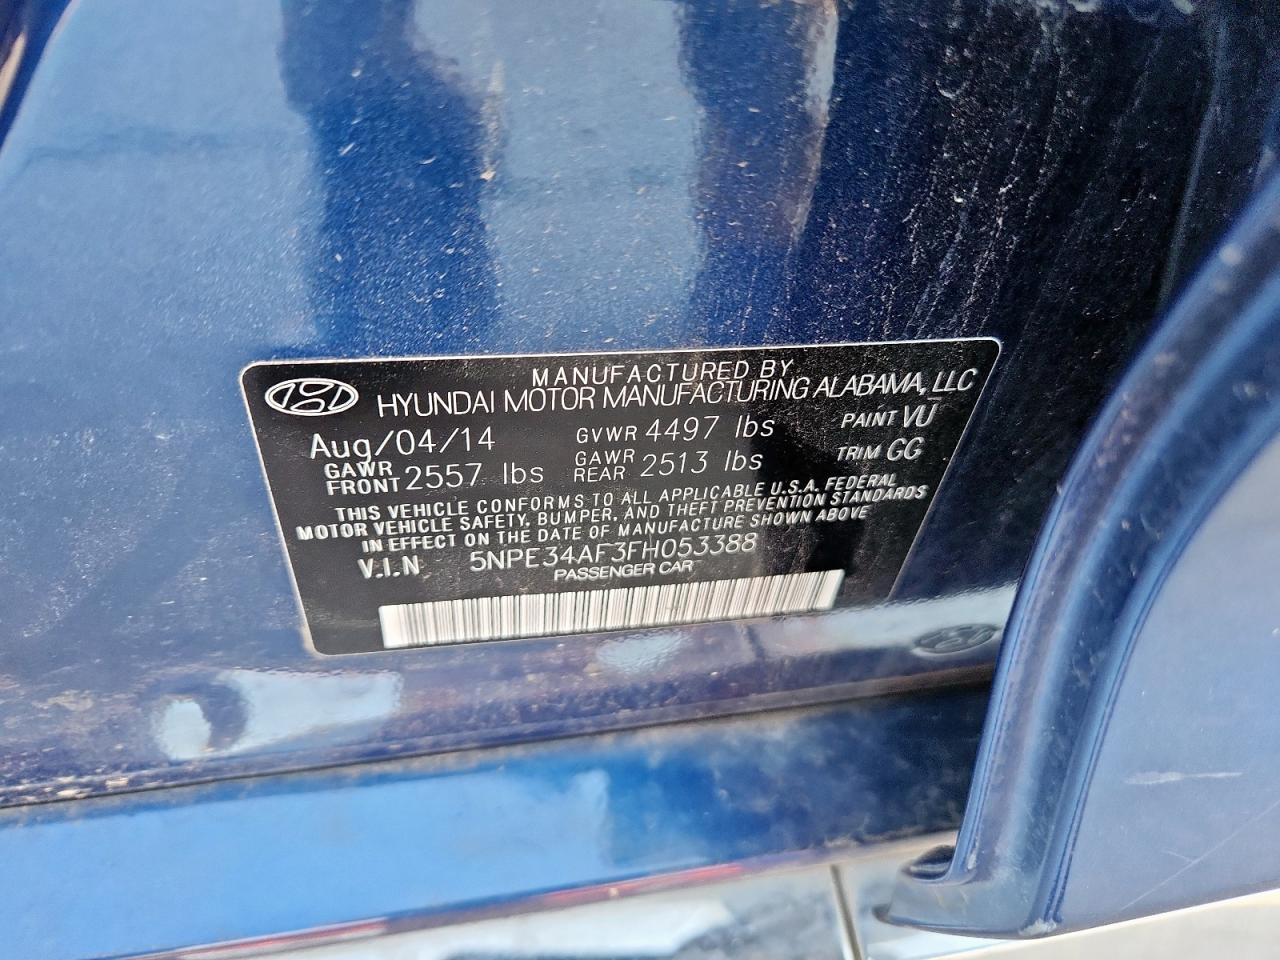 MANUFACTURED BY
HYUNDAI MOTOR MANUFACTURING ALABAMA, LLC
Aug/04/14 GVWR 4497 lbs PAINT VU
GAWR FRONT 2557 lbs GAWR REAR 2513 lbs TRIM GG
THIS VEHICLE CONFORMS TO ALL APPLICABLE U.S.A. FEDERAL
MOTOR VEHICLE SAFETY, BUMPER, AND THEFT PREVENTION STANDARDS
IN EFFECT ON THE DATE OF MANUFACTURE SHOWN ABOVE
V.I.N 5NPE34AF3FH053388
PASSENGER CAR